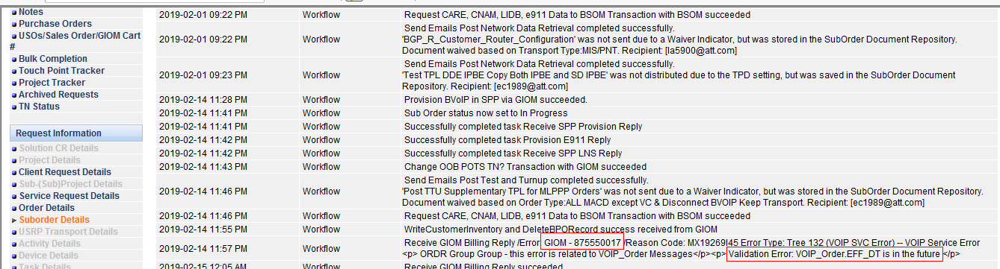 Notes
Purchase Orders
USOs/Sales Order/GIOM Cart
#
Bulk Completion
Touch Point Tracker
Project Tracker
Archived Requests
TN Status
Request Information
Solution CR Details
Project Details
Client Request Details
Sub-(Sub)Project Details
Service Request Details
Order Details
Suborder Details
USRP Transport Details
Activity Details
Device Details
Task Details
2019-02-01 09:22 PM Workflow Request CARE, CNAM, LIDB, e911 Data to BSOM Transaction with BSOM succeeded
Send Emails Post Network Data Retrieval completed successfully.
2019-02-01 09:22 PM Workflow 'BGP_R_Customer_Router_Configuration' was not sent due to a Waiver Indicator, but was stored in the SubOrder Document Repository.
Document waived based on Transport Type:MIS/PNT. Recipient: [la5900@att.com]
Send Emails Post Network Data Retrieval completed successfully.
2019-02-01 09:23 PM Workflow 'Test TPL DDE IPBE Copy Both IPBE and SD IPBE' was not distributed due to the TPD setting, but was saved in the SubOrder Document
Repository. Recipient: [ec1989@att.com]
2019-02-14 11:28 PM Workflow Provision BVoIP in SPP via GIOM succeeded.
2019-02-14 11:41 PM Workflow Sub Order status now set to In Progress
2019-02-14 11:41 PM Workflow Successfully completed task Receive SPP Provision Reply
2019-02-14 11:42 PM Workflow Successfully completed task Provision E911 Reply
2019-02-14 11:42 PM Workflow Successfully completed task Receive SPP LNS Reply
2019-02-14 11:43 PM Workflow Change OOB POTS TN? Transaction with GIOM succeeded
Send Emails Post Test and Turnup completed successfully.
2019-02-14 11:46 PM Workflow 'Post TTU Supplementary TPL for MLPPP Orders' was not sent due to a Waiver Indicator, but was stored in the SubOrder Document Repository.
Document waived based on Order Type:ALL MACD except VC & Disconnect BVOIP Keep Transport. Recipient: [ec1989@att.com]
2019-02-14 11:46 PM Workflow Request CARE, CNAM, LIDB, e911 Data to BSOM Transaction with BSOM succeeded
2019-02-14 11:55 PM Workflow WriteCustomerInventory and DeleteBPORecord success received from GIOM
Receive GIOM Billing Reply /Error: GIOM - 875550017 /Reason Code: MX19269I45 Error Type: Tree 132 (VOIP SVC Error) -- VOIP Service Error
2019-02-14 11:57 PM Workflow <p> ORDR Group Group - this error is related to VOIP_Order Messages</p><p> Validation Error: VOIP_Order.EFF_DT is in the future </p>
2019-02-15 12:05 AM Workflow Receive GIOM Billing Reply succeeded.